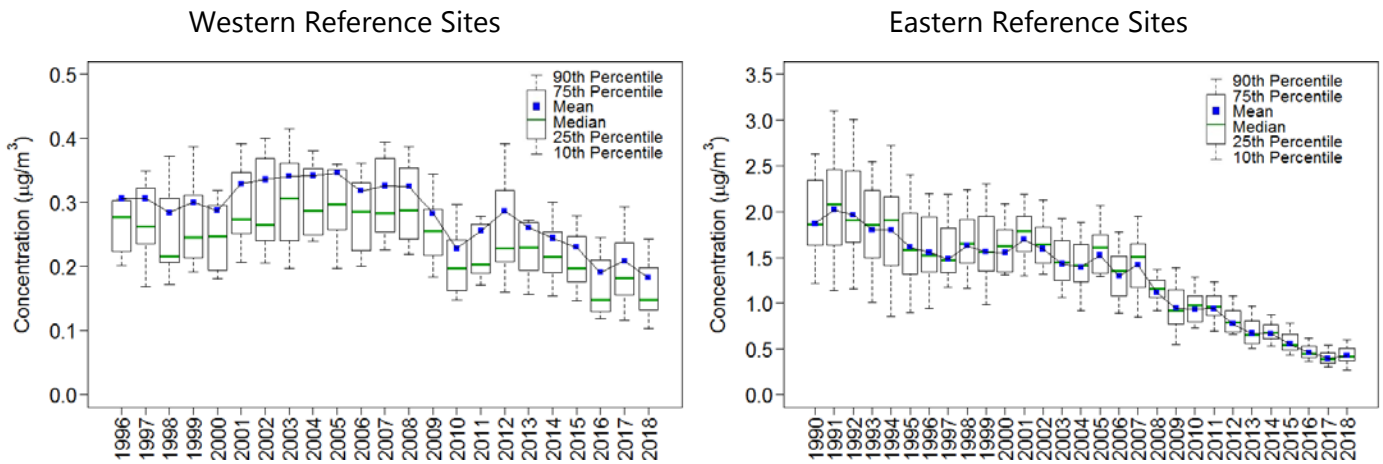 Western Reference Sites
Concentration (μg/m³)
0.5
0.4
0.3
0.2
0.1
0.0
90th Percentile
75th Percentile
Mean
Median
25th Percentile
10th Percentile
1996 1997 1998 1999 2000 2001 2002 2003 2004 2005 2006 2007 2008 2009 2010 2011 2012 2013 2014 2015 2016 2017 2018
Eastern Reference Sites
Concentration (μg/m³)
3.5
3.0
2.5
2.0
1.5
1.0
0.5
0.0
90th Percentile
75th Percentile
Mean
Median
25th Percentile
10th Percentile
1990 1991 1992 1993 1994 1995 1996 1997 1998 1999 2000 2001 2002 2003 2004 2005 2006 2007 2008 2009 2010 2011 2012 2013 2014 2015 2016 2017 2018